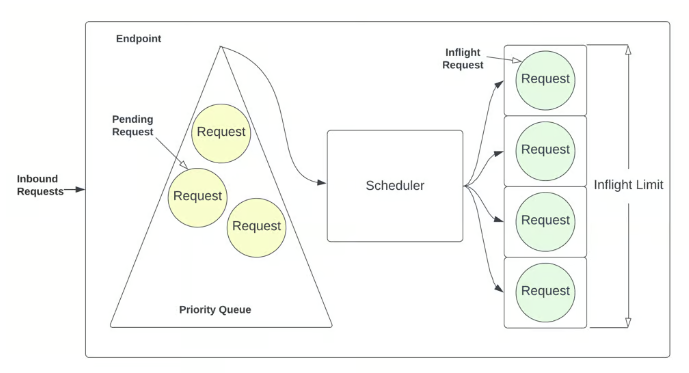 Endpoint
Inflight
Request
Request
Pending
Request
Request
Request
Request
Request
Inbound
Requests
Scheduler
Inflight Limit
Request
Request
Priority Queue